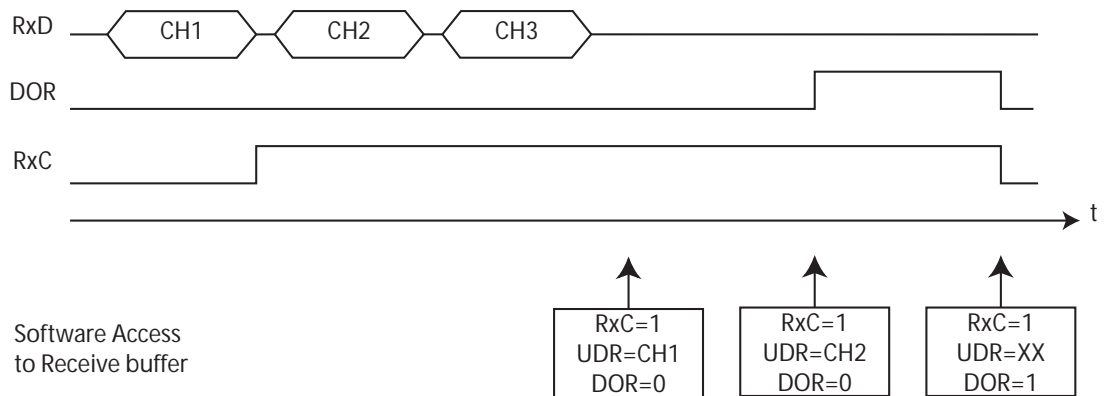 RxD
CH1
CH2
CH3
DOR
RxC
t
Software Access
to Receive buffer
RxC=1
UDR=CH1
DOR=0
RxC=1
UDR=CH2
DOR=0
RxC=1
UDR=XX
DOR=1